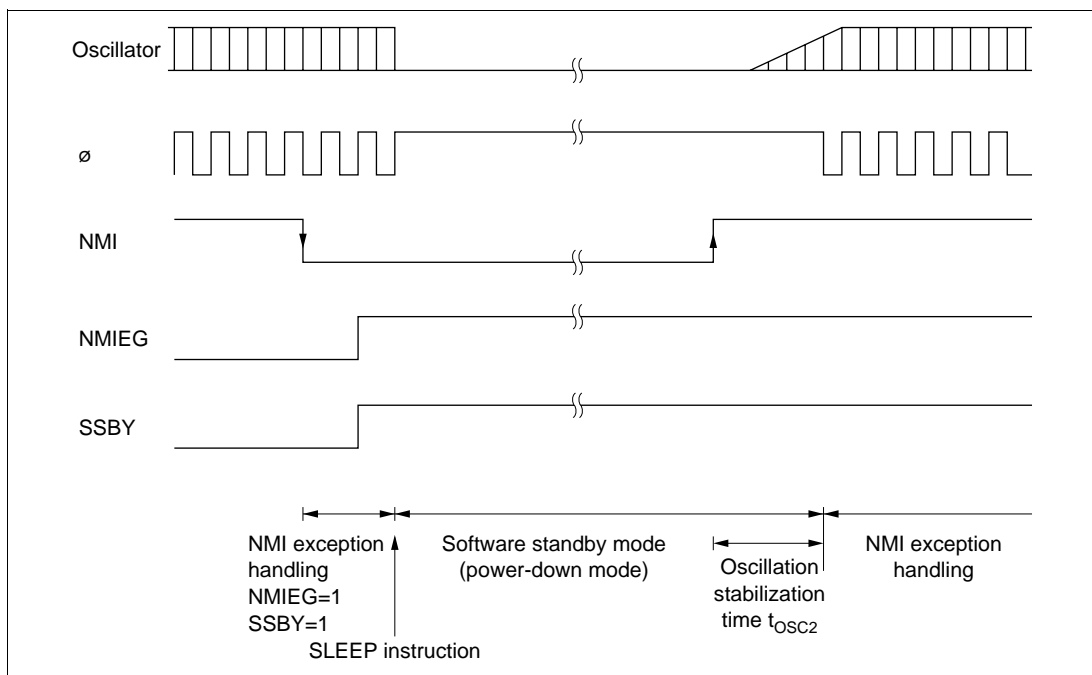 Oscillator
ø
NMI
NMIEG
SSBY
NMI exception
handling
NMIEG=1
SSBY=1
SLEEP instruction
Software standby mode
(power-down mode)
Oscillation
stabilization
time tOSC2
NMI exception
handling